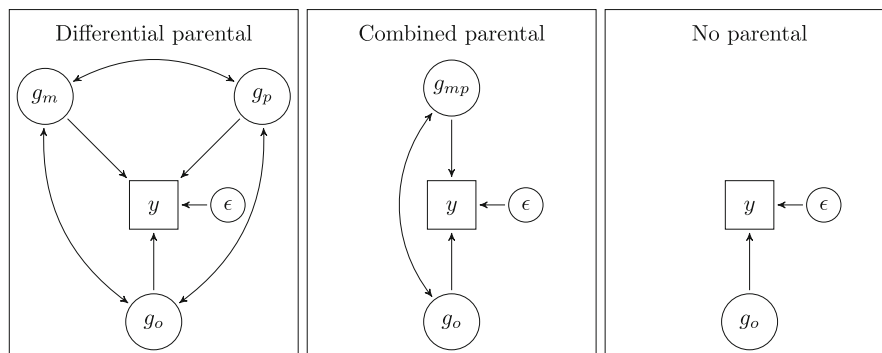 Differential parental
g_m
g_p
y
ϵ
g_o
Combined parental
g_mp
y
ϵ
g_o
No parental
y
ϵ
g_o